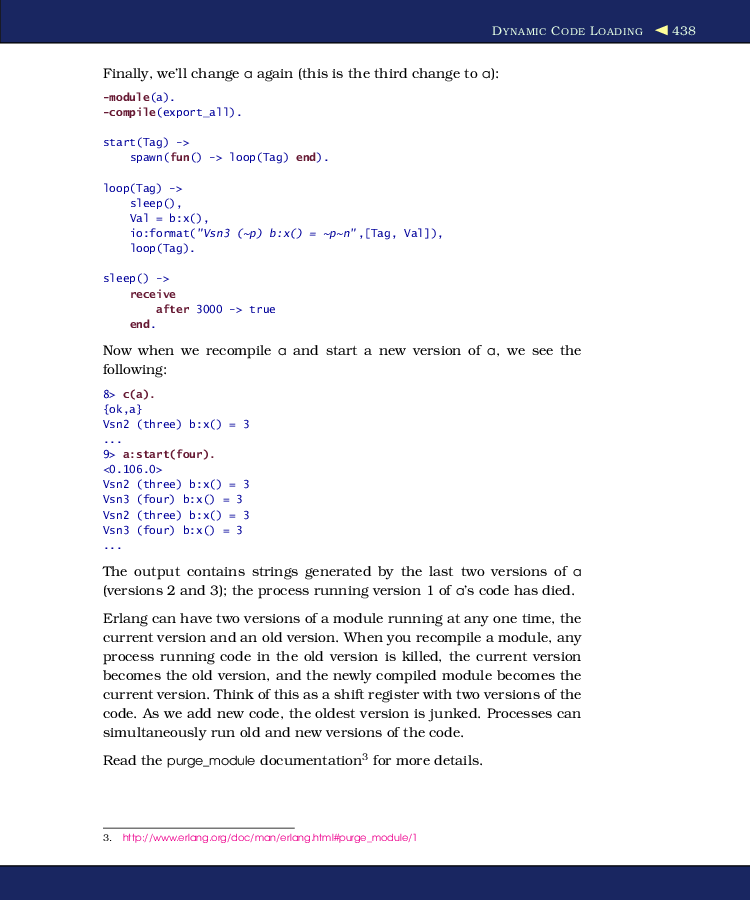 DYNAMIC CODE LOADING ◀ 438
Finally, we'll change a again (this is the third change to a):
-module(a).
-compile(export_all).
start(Tag) ->
    spawn(fun() -> loop(Tag) end).
loop(Tag) ->
    sleep(),
    Val = b:x(),
    io:format("Vsn3 (~p) b:x() = ~p~n",[Tag, Val]),
    loop(Tag).
sleep() ->
    receive
        after 3000 -> true
    end.
Now when we recompile a and start a new version of a, we see the
following:
8> c(a).
{ok,a}
Vsn2 (three) b:x() = 3
...
9> a:start(four).
<0.106.0>
Vsn2 (three) b:x() = 3
Vsn3 (four) b:x() = 3
Vsn2 (three) b:x() = 3
Vsn3 (four) b:x() = 3
...
The output contains strings generated by the last two versions of a
(versions 2 and 3); the process running version 1 of a's code has died.
Erlang can have two versions of a module running at any one time, the
current version and an old version. When you recompile a module, any
process running code in the old version is killed, the current version
becomes the old version, and the newly compiled module becomes the
current version. Think of this as a shift register with two versions of the
code. As we add new code, the oldest version is junked. Processes can
simultaneously run old and new versions of the code.
Read the purge_module documentation3 for more details.
3. http://www.erlang.org/doc/man/erlang.html#purge_module/1